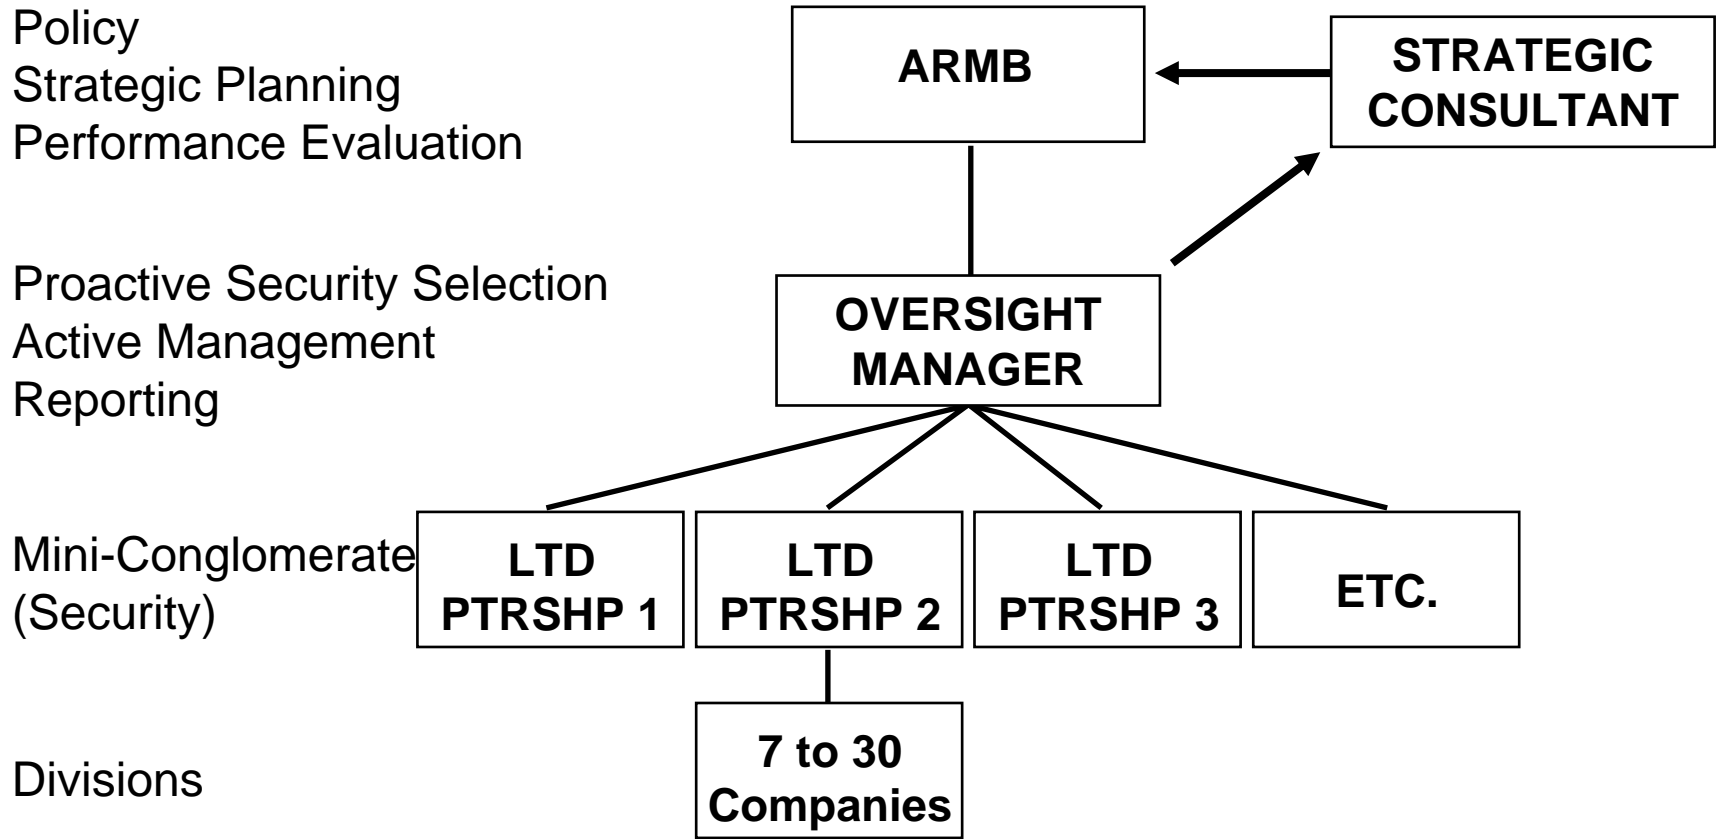 Policy
Strategic Planning
Performance Evaluation
ARMB
STRATEGIC
CONSULTANT
Proactive Security Selection
Active Management
Reporting
OVERSIGHT
MANAGER
Mini-Conglomerate
(Security)
LTD
PTRSHP 1
LTD
PTRSHP 2
LTD
PTRSHP 3
ETC.
Divisions
7 to 30
Companies